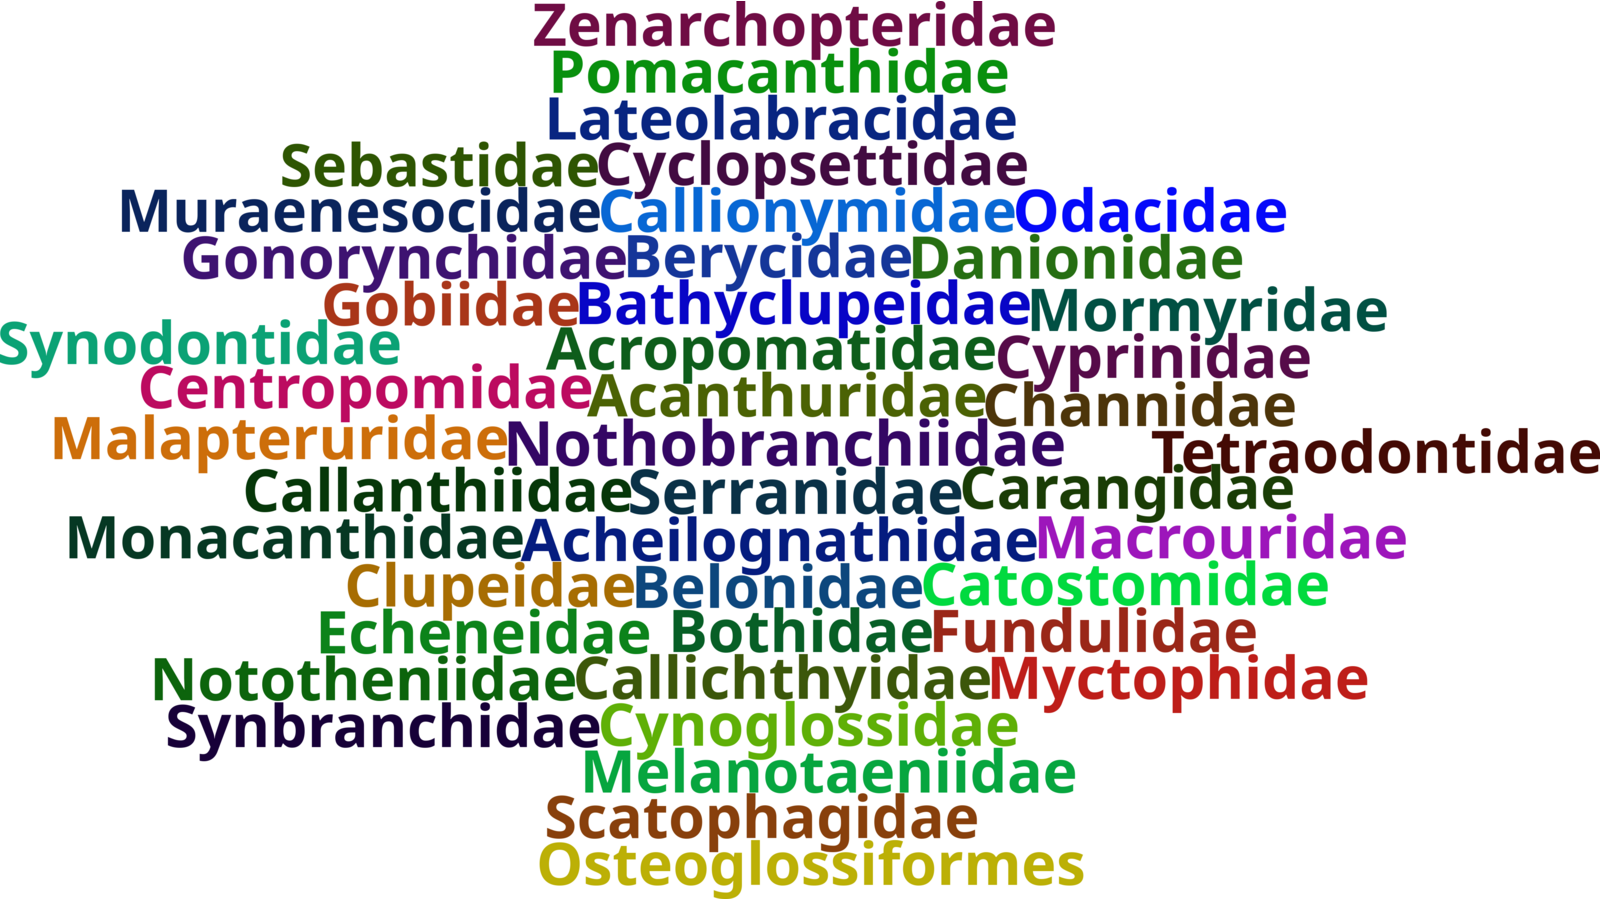 Zenarchopteridae
Pomacanthidae
Lateolabracidae
Sebastidae Cyclopsettidae
Muraenesocidae Callionymidae Odacidae
Gonorynchidae Berycidae Danionidae
Gobiidae Bathyclupeidae Mormyridae
Synodontidae Acropomatidae Cyprinidae
Centropomidae Acanthuridae Channidae
Malapteruridae Nothobranchiidae Tetraodontidae
Callanthiidae Serranidae Carangidae
Monacanthidae Acheilognathidae Macrouridae
Clupeidae Belonidae Catostomidae
Echeneidae Bothidae Fundulidae
Nototheniidae Callichthyidae Myctophidae
Synbranchidae Cynoglossidae
Melanotaeniidae
Scatophagidae
Osteoglossiformes